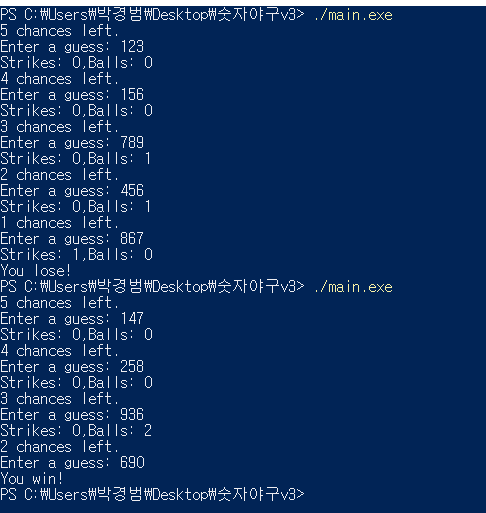 PS C:₩Users₩박경범₩Desktop₩숫자야구v3> ./main.exe
5 chances left.
Enter a guess: 123
Strikes: 0,Balls: 0
4 chances left.
Enter a guess: 156
Strikes: 0,Balls: 0
3 chances left.
Enter a guess: 789
Strikes: 0,Balls: 1
2 chances left.
Enter a guess: 456
Strikes: 0,Balls: 1
1 chances left.
Enter a guess: 867
Strikes: 1,Balls: 0
You lose!
PS C:₩Users₩박경범₩Desktop₩숫자야구v3> ./main.exe
5 chances left.
Enter a guess: 147
Strikes: 0,Balls: 0
4 chances left.
Enter a guess: 258
Strikes: 0,Balls: 0
3 chances left.
Enter a guess: 936
Strikes: 0,Balls: 2
2 chances left.
Enter a guess: 690
You win!
PS C:₩Users₩박경범₩Desktop₩숫자야구v3>